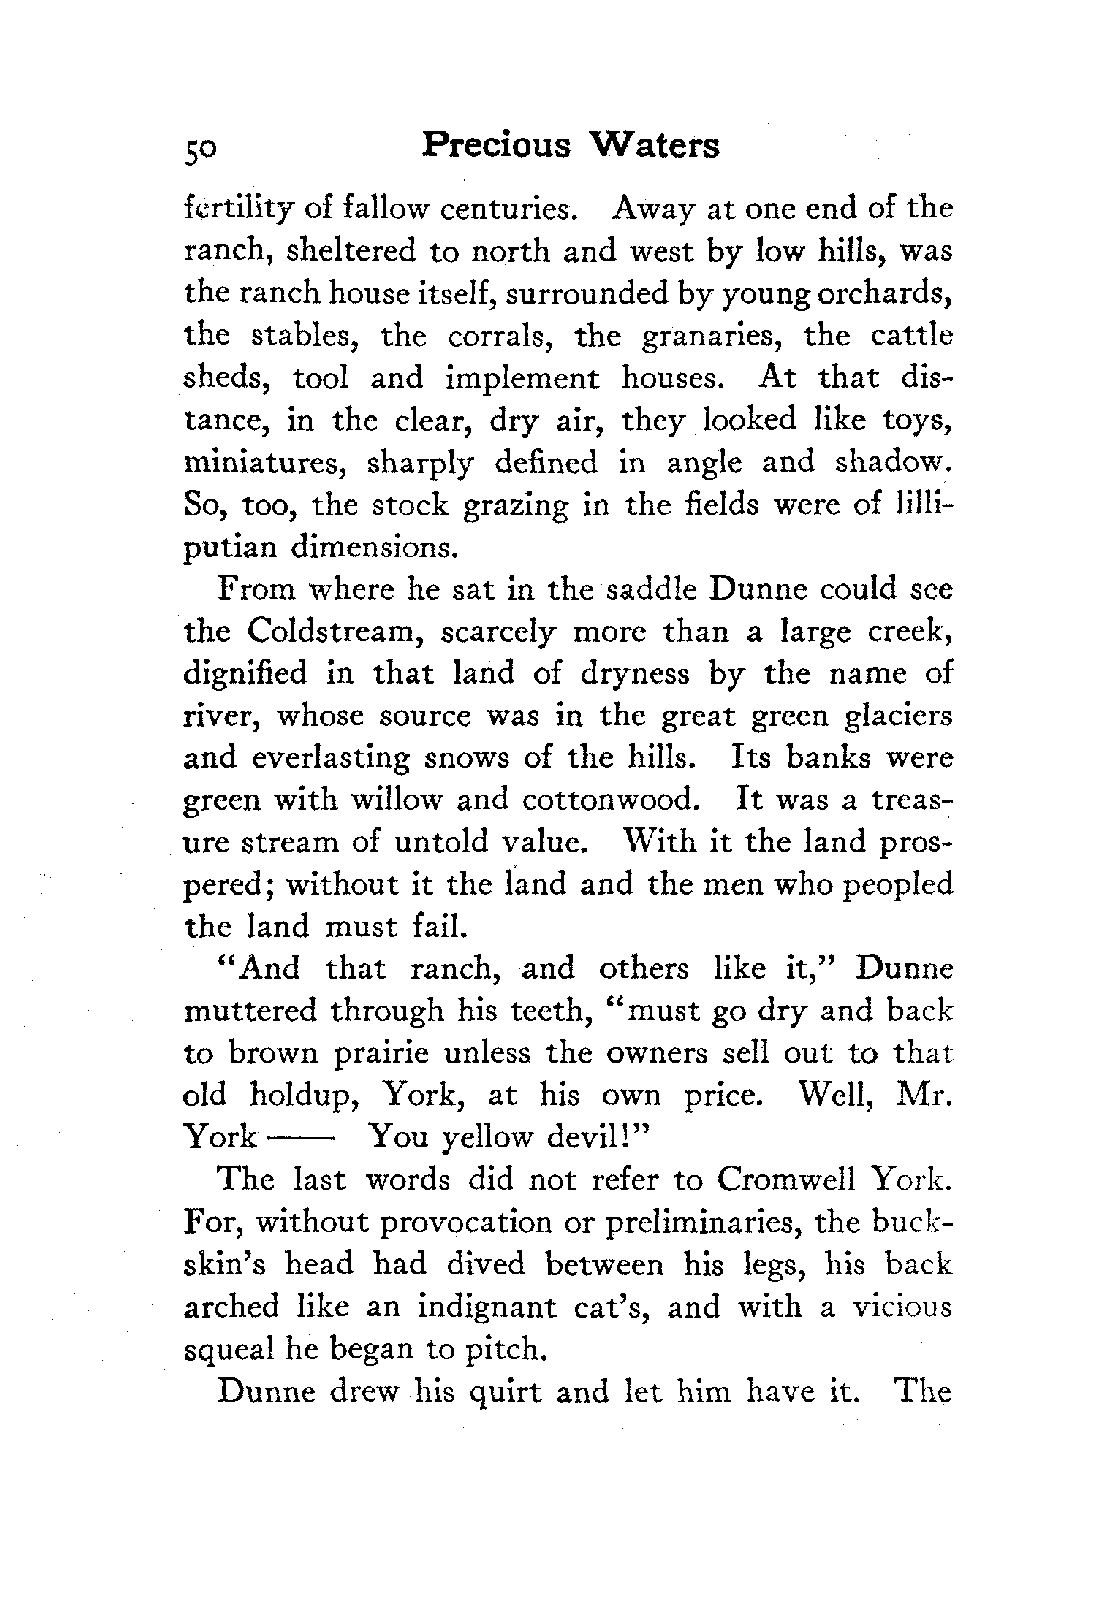 50 Precious Waters
fertility of fallow centuries. Away at one end of the
ranch, sheltered to north and west by low hills, was
the ranch house itself, surrounded by young orchards,
the stables, the corrals, the granaries, the cattle
sheds, tool and implement houses. At that dis-
tance, in the clear, dry air, they looked like toys,
miniatures, sharply defined in angle and shadow.
So, too, the stock grazing in the fields were of lilli-
putian dimensions.
From where he sat in the saddle Dunne could see
the Coldstream, scarcely more than a large creek,
dignified in that land of dryness by the name of
river, whose source was in the great green glaciers
and everlasting snows of the hills. Its banks were
green with willow and cottonwood. It was a treas-
ure stream of untold value. With it the land pros-
pered; without it the land and the men who peopled
the land must fail.
“And that ranch, and others like it,” Dunne
muttered through his teeth, “must go dry and back
to brown prairie unless the owners sell out to that
old holdup, York, at his own price. Well, Mr.
York —— You yellow devil!”
The last words did not refer to Cromwell York.
For, without provocation or preliminaries, the buck-
skin’s head had dived between his legs, his back
arched like an indignant cat’s, and with a vicious
squeal he began to pitch.
Dunne drew his quirt and let him have it. The